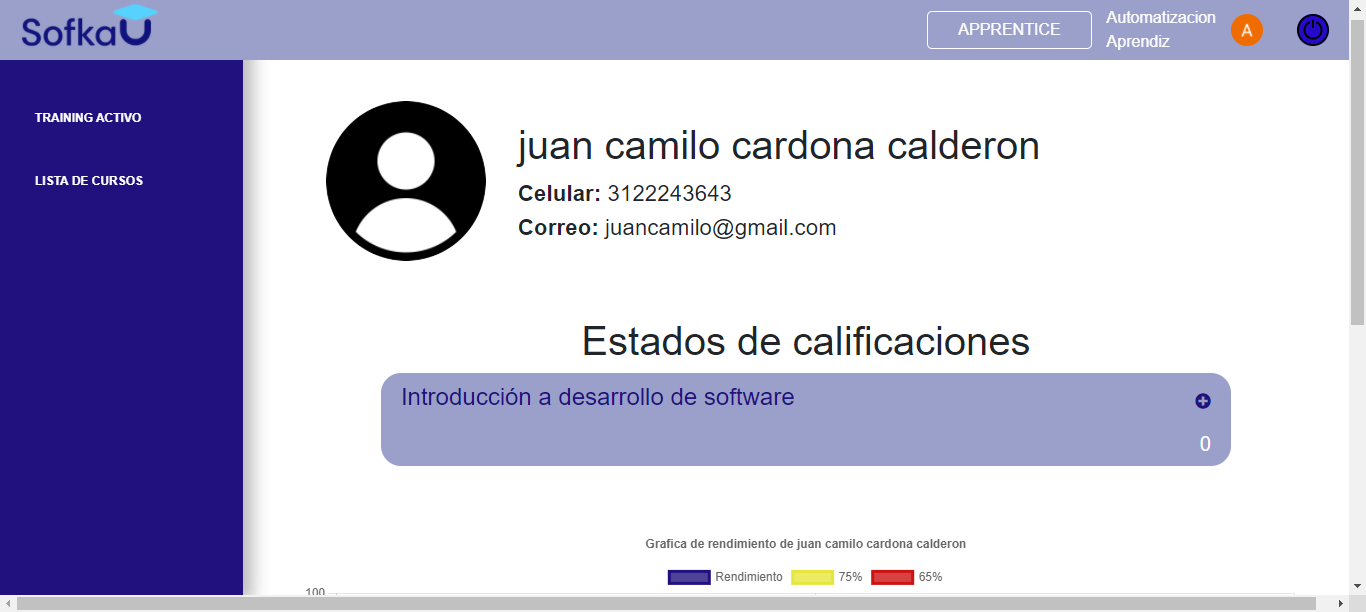 SofkaU
APPRENTICE
Automatizacion
Aprendiz
A
TRAINING ACTIVO
LISTA DE CURSOS
juan camilo cardona calderon
Celular: 3122243643
Correo: juancamilo@gmail.com
Estados de calificaciones
Introducción a desarrollo de software
0
Grafica de rendimiento de juan camilo cardona calderon
Rendimiento 75% 65%
100